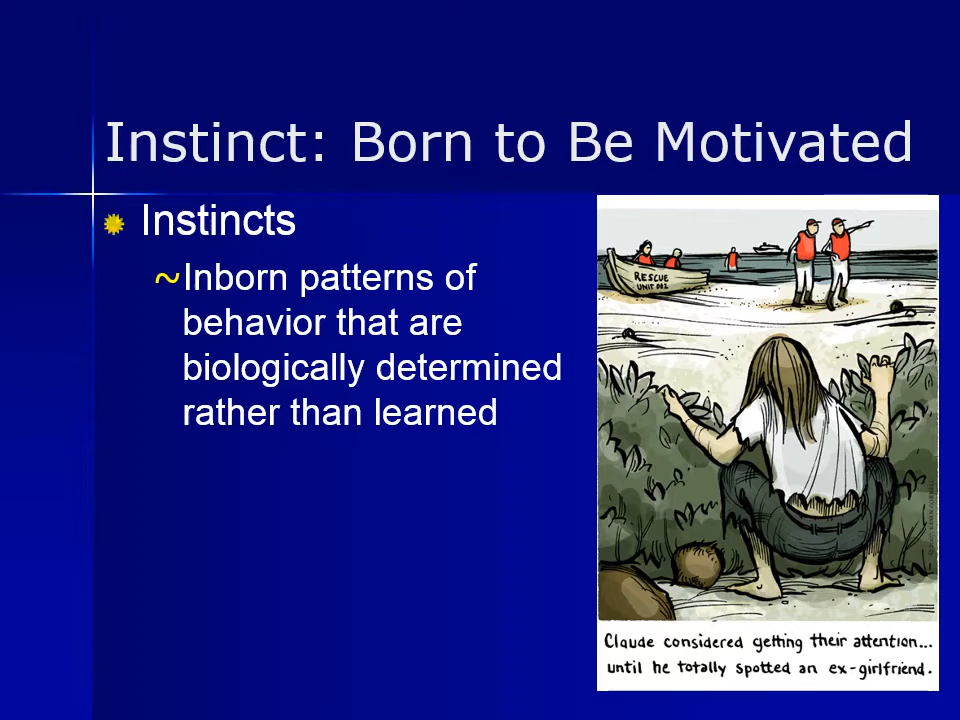 Instinct: Born to Be Motivated
Instincts
~Inborn patterns of
behavior that are
biologically determined
rather than learned
RESCUE
UNIT 002
Claude considered getting their attention...
until he totally spotted an ex-girlfriend.